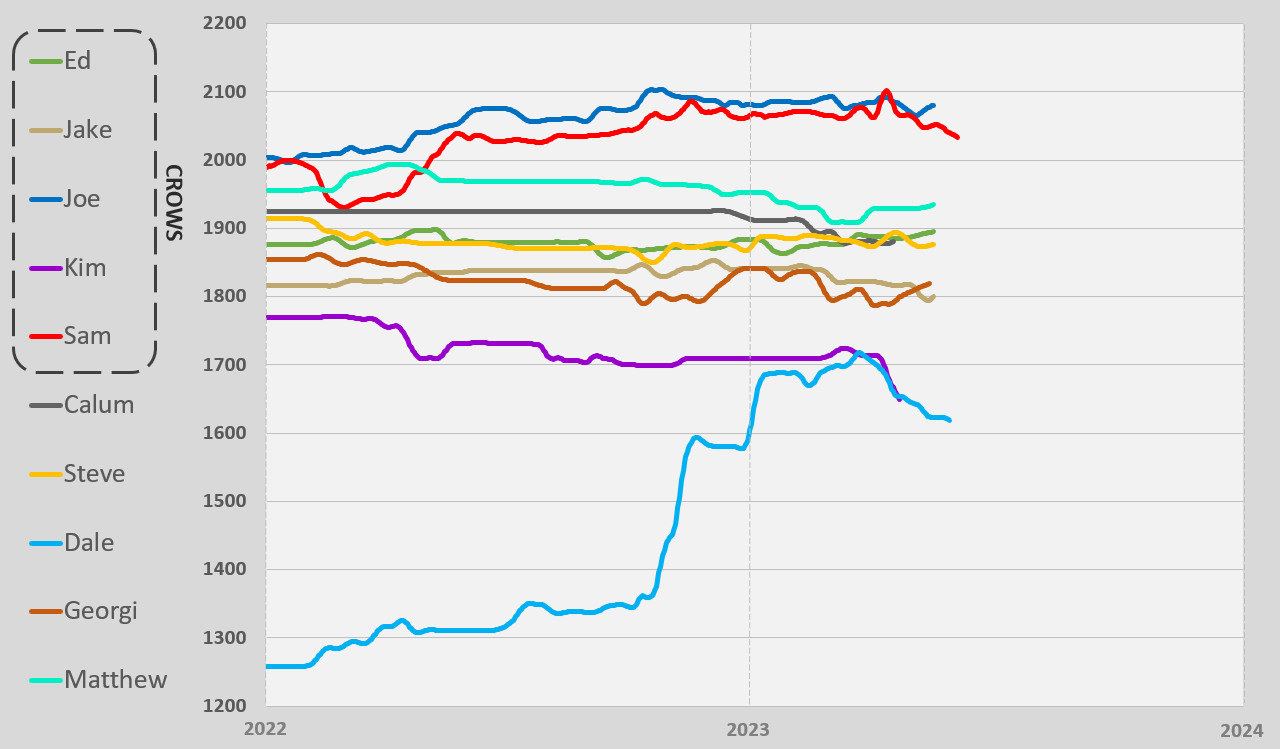 Ed
Jake
Joe
Kim
Sam
Calum
Steve
Dale
Georgi
Matthew
CROWS
2200
2100
2000
1900
1800
1700
1600
1500
1400
1300
1200
2022
2023
2024